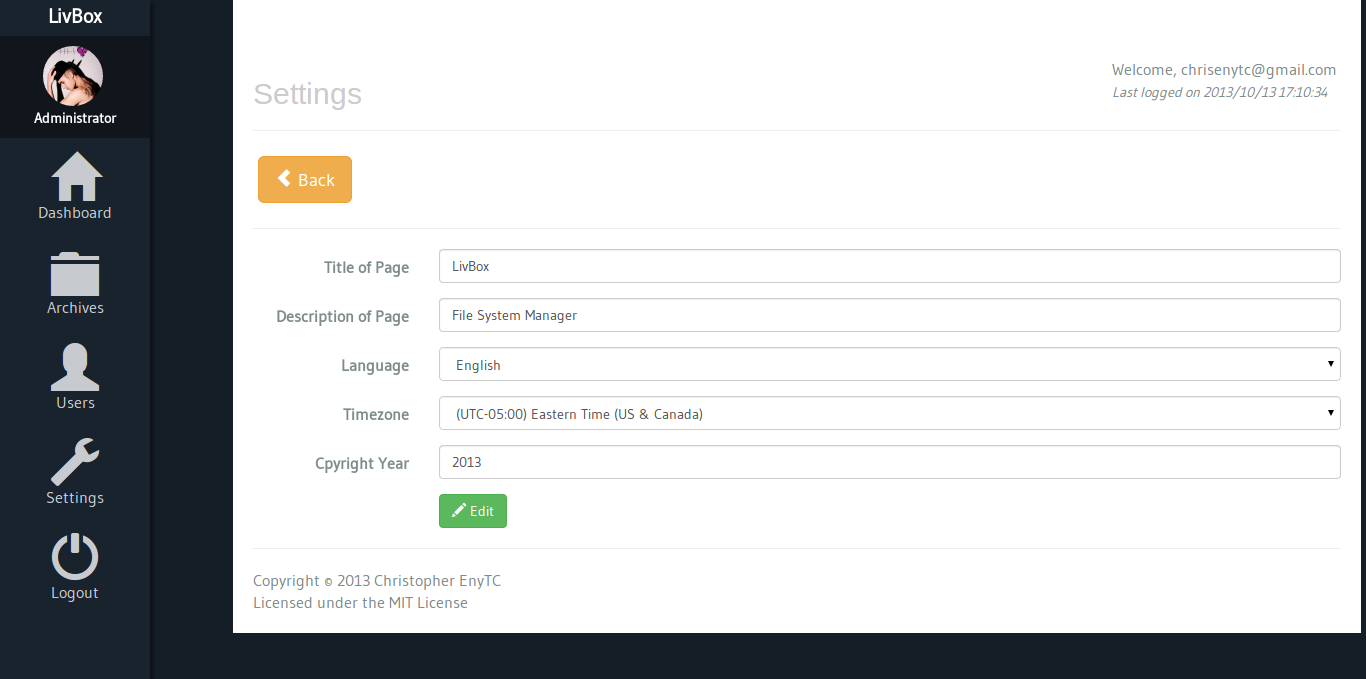 LivBox
Administrator
Dashboard
Archives
Users
Settings
Logout
Settings
Welcome, chrisenytc@gmail.com
Last logged on 2013/10/13 17:10:34
Back
Title of Page
LivBox
Description of Page
File System Manager
Language
English
Timezone
(UTC-05:00) Eastern Time (US & Canada)
Cpyright Year
2013
Edit
Copyright © 2013 Christopher EnyTC
Licensed under the MIT License